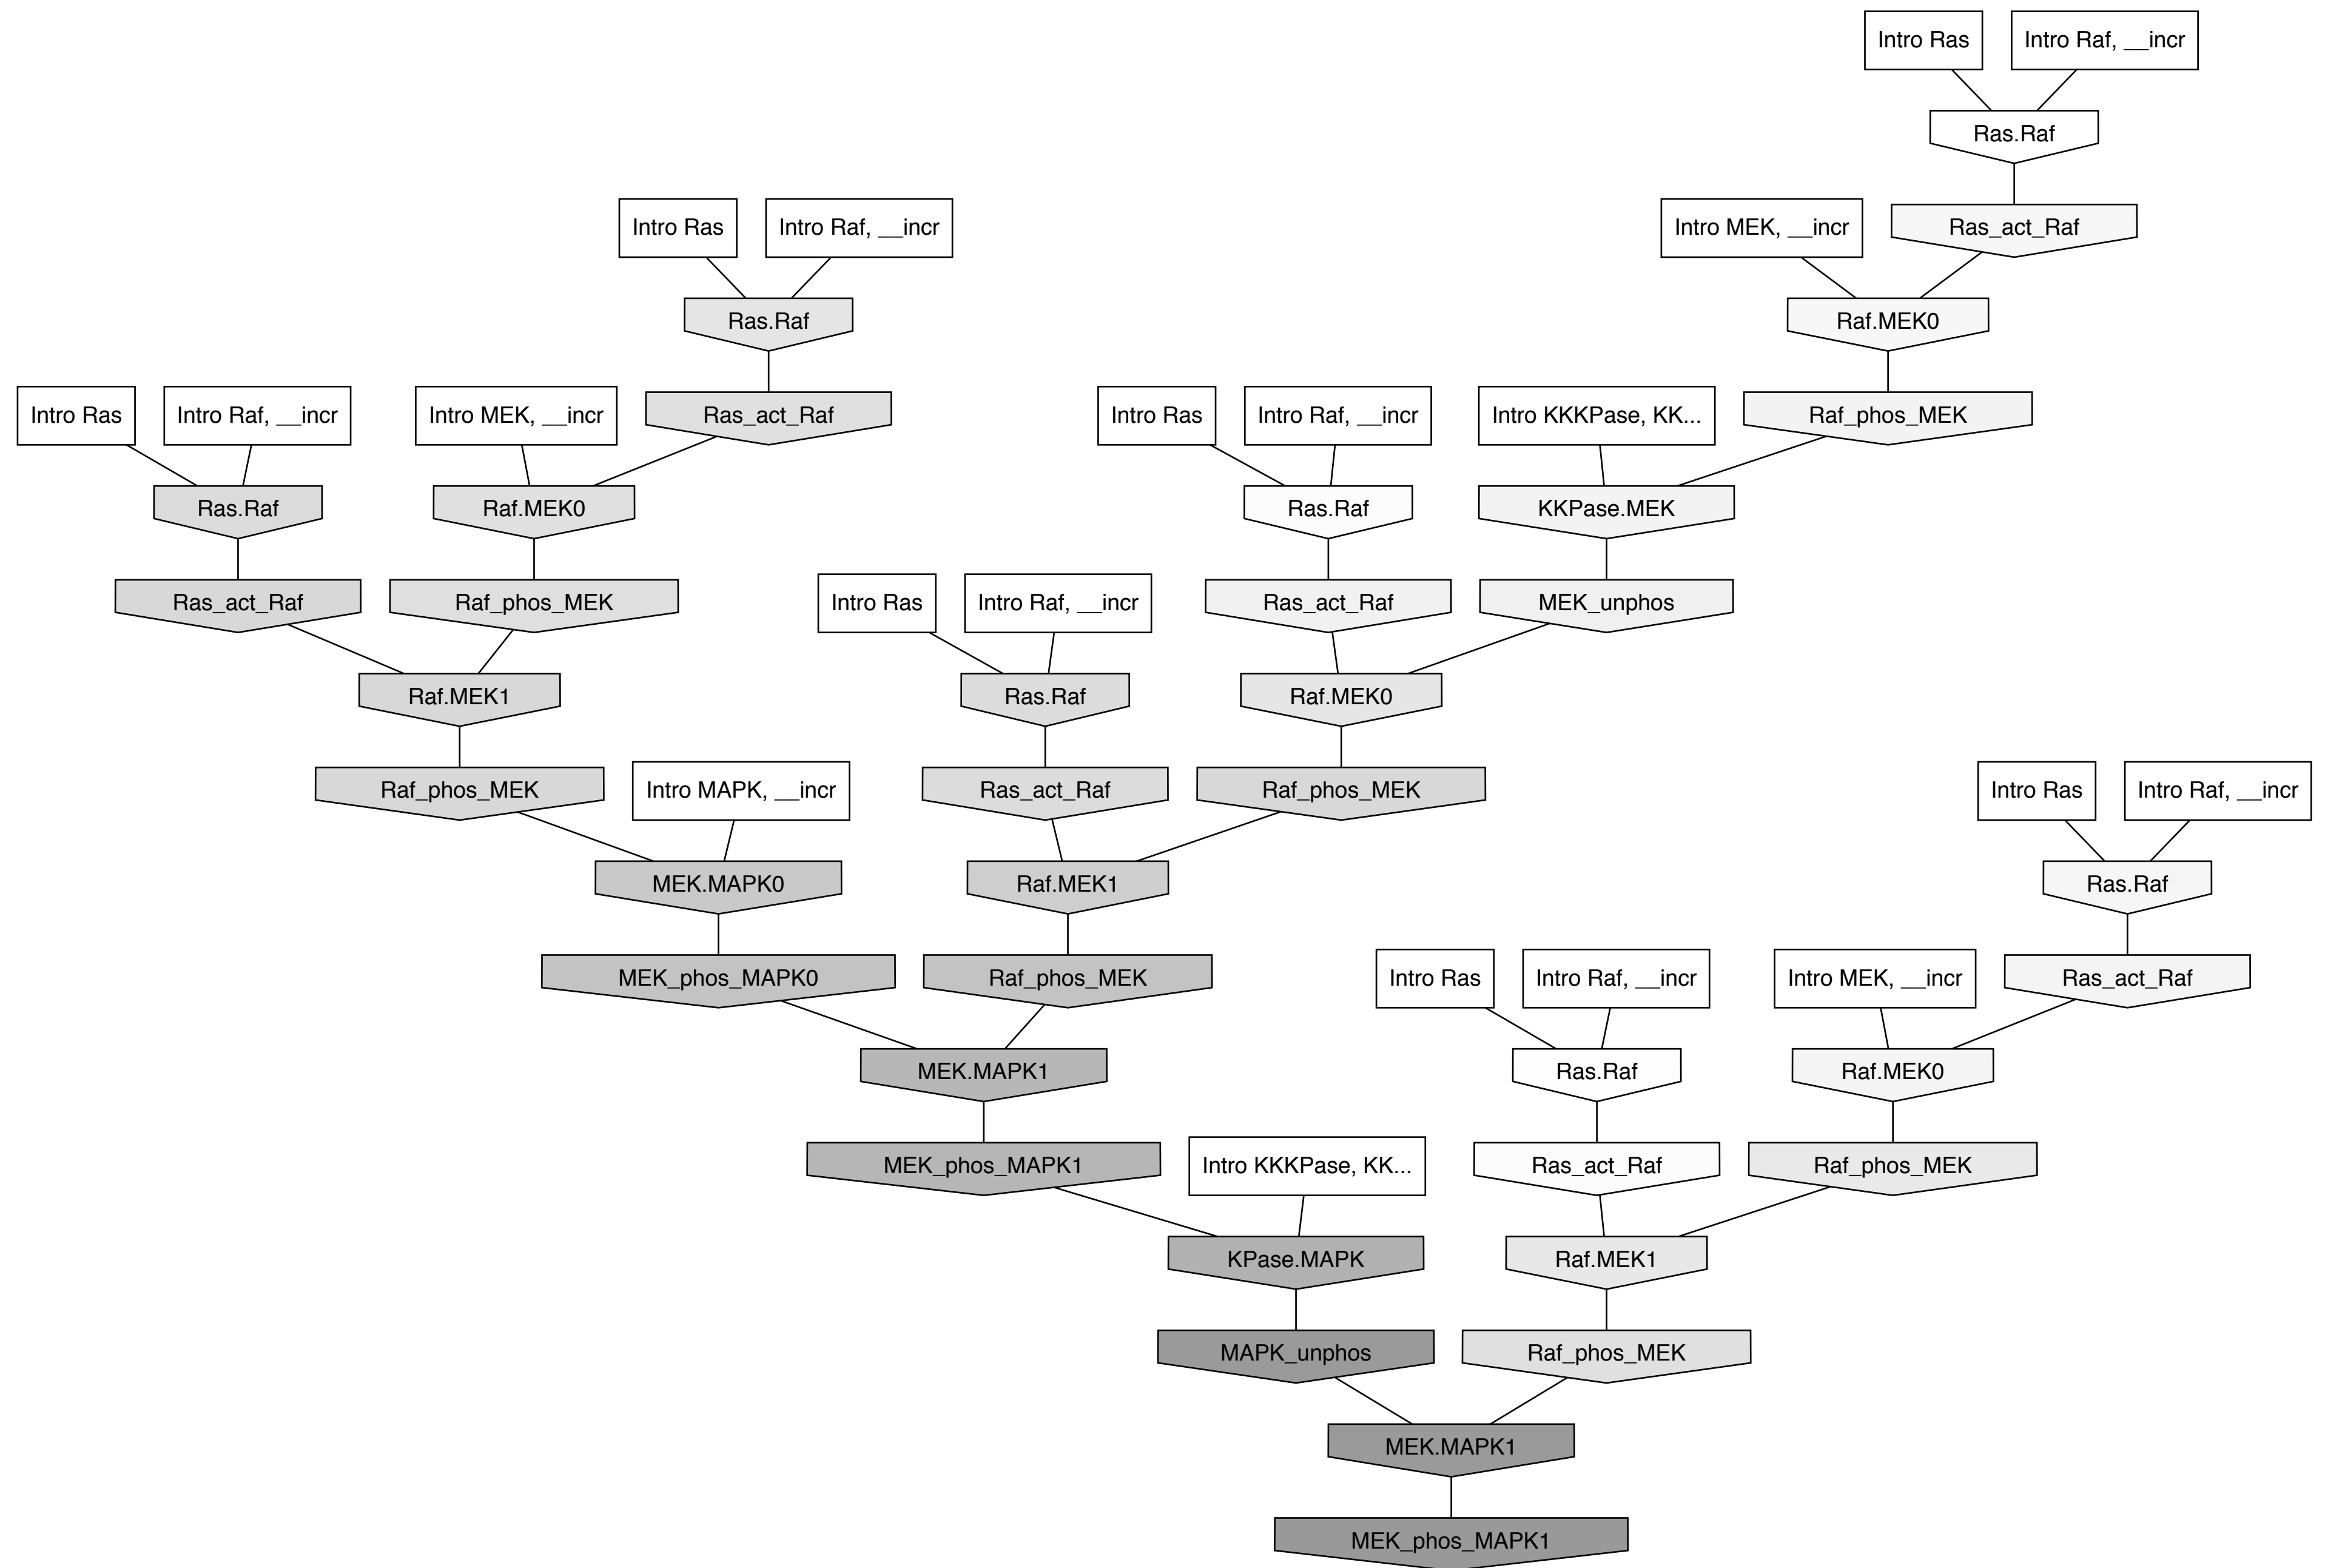 Intro Ras
Intro Raf, __incr
Ras.Raf
Intro Ras
Intro Raf, __incr
Intro MEK, __incr
Ras_act_Raf
Ras.Raf
Raf.MEK0
Intro Ras
Intro Raf, __incr
Intro MEK, __incr
Ras_act_Raf
Intro Ras
Intro Raf, __incr
Intro KKKPase, KK...
Raf_phos_MEK
Ras.Raf
Raf.MEK0
Ras.Raf
KKPase.MEK
Ras_act_Raf
Raf_phos_MEK
Intro Ras
Intro Raf, __incr
Ras_act_Raf
MEK_unphos
Raf.MEK1
Ras.Raf
Raf.MEK0
Raf_phos_MEK
Intro MAPK, __incr
Ras_act_Raf
Raf_phos_MEK
Intro Ras
Intro Raf, __incr
MEK.MAPK0
Raf.MEK1
Ras.Raf
MEK_phos_MAPK0
Raf_phos_MEK
Intro Ras
Intro Raf, __incr
Intro MEK, __incr
Ras_act_Raf
MEK.MAPK1
Ras.Raf
Raf.MEK0
MEK_phos_MAPK1
Intro KKKPase, KK...
Ras_act_Raf
Raf_phos_MEK
KPase.MAPK
Raf.MEK1
MAPK_unphos
Raf_phos_MEK
MEK.MAPK1
MEK_phos_MAPK1